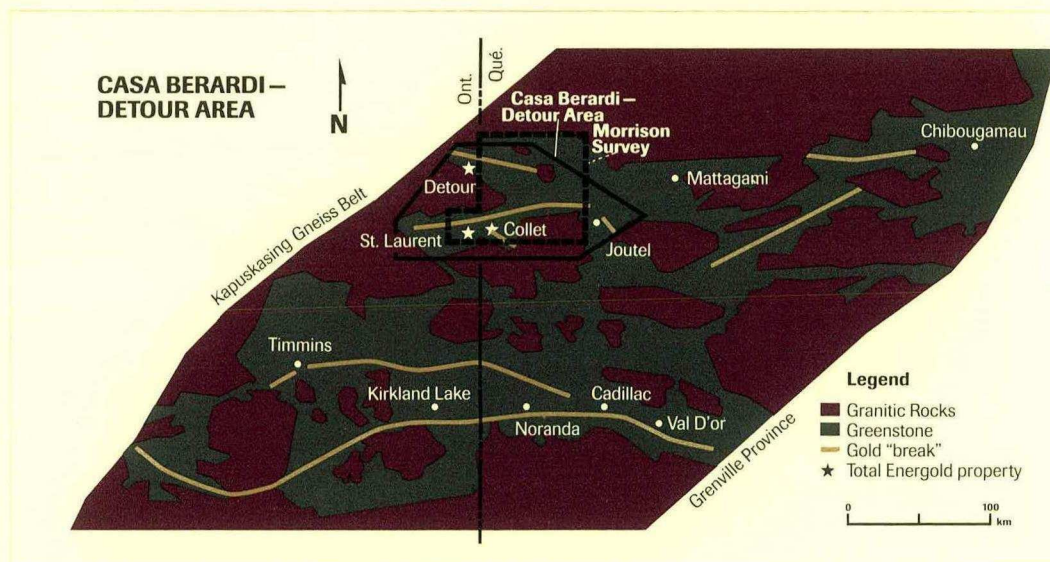 CASA BERARDI—
DETOUR AREA
N
Ont.
Qué.
Casa Berardi—
Detour Area
Morrison
Survey
Chibougamau
Mattagami
Detour
St. Laurent
Collet
Joutel
Kapuskasing Gneiss Belt
Timmins
Kirkland Lake
Noranda
Cadillac
Val D'or
Grenville Province
Legend
Granitic Rocks
Greenstone
Gold “break”
Total Energold property
0 100
km